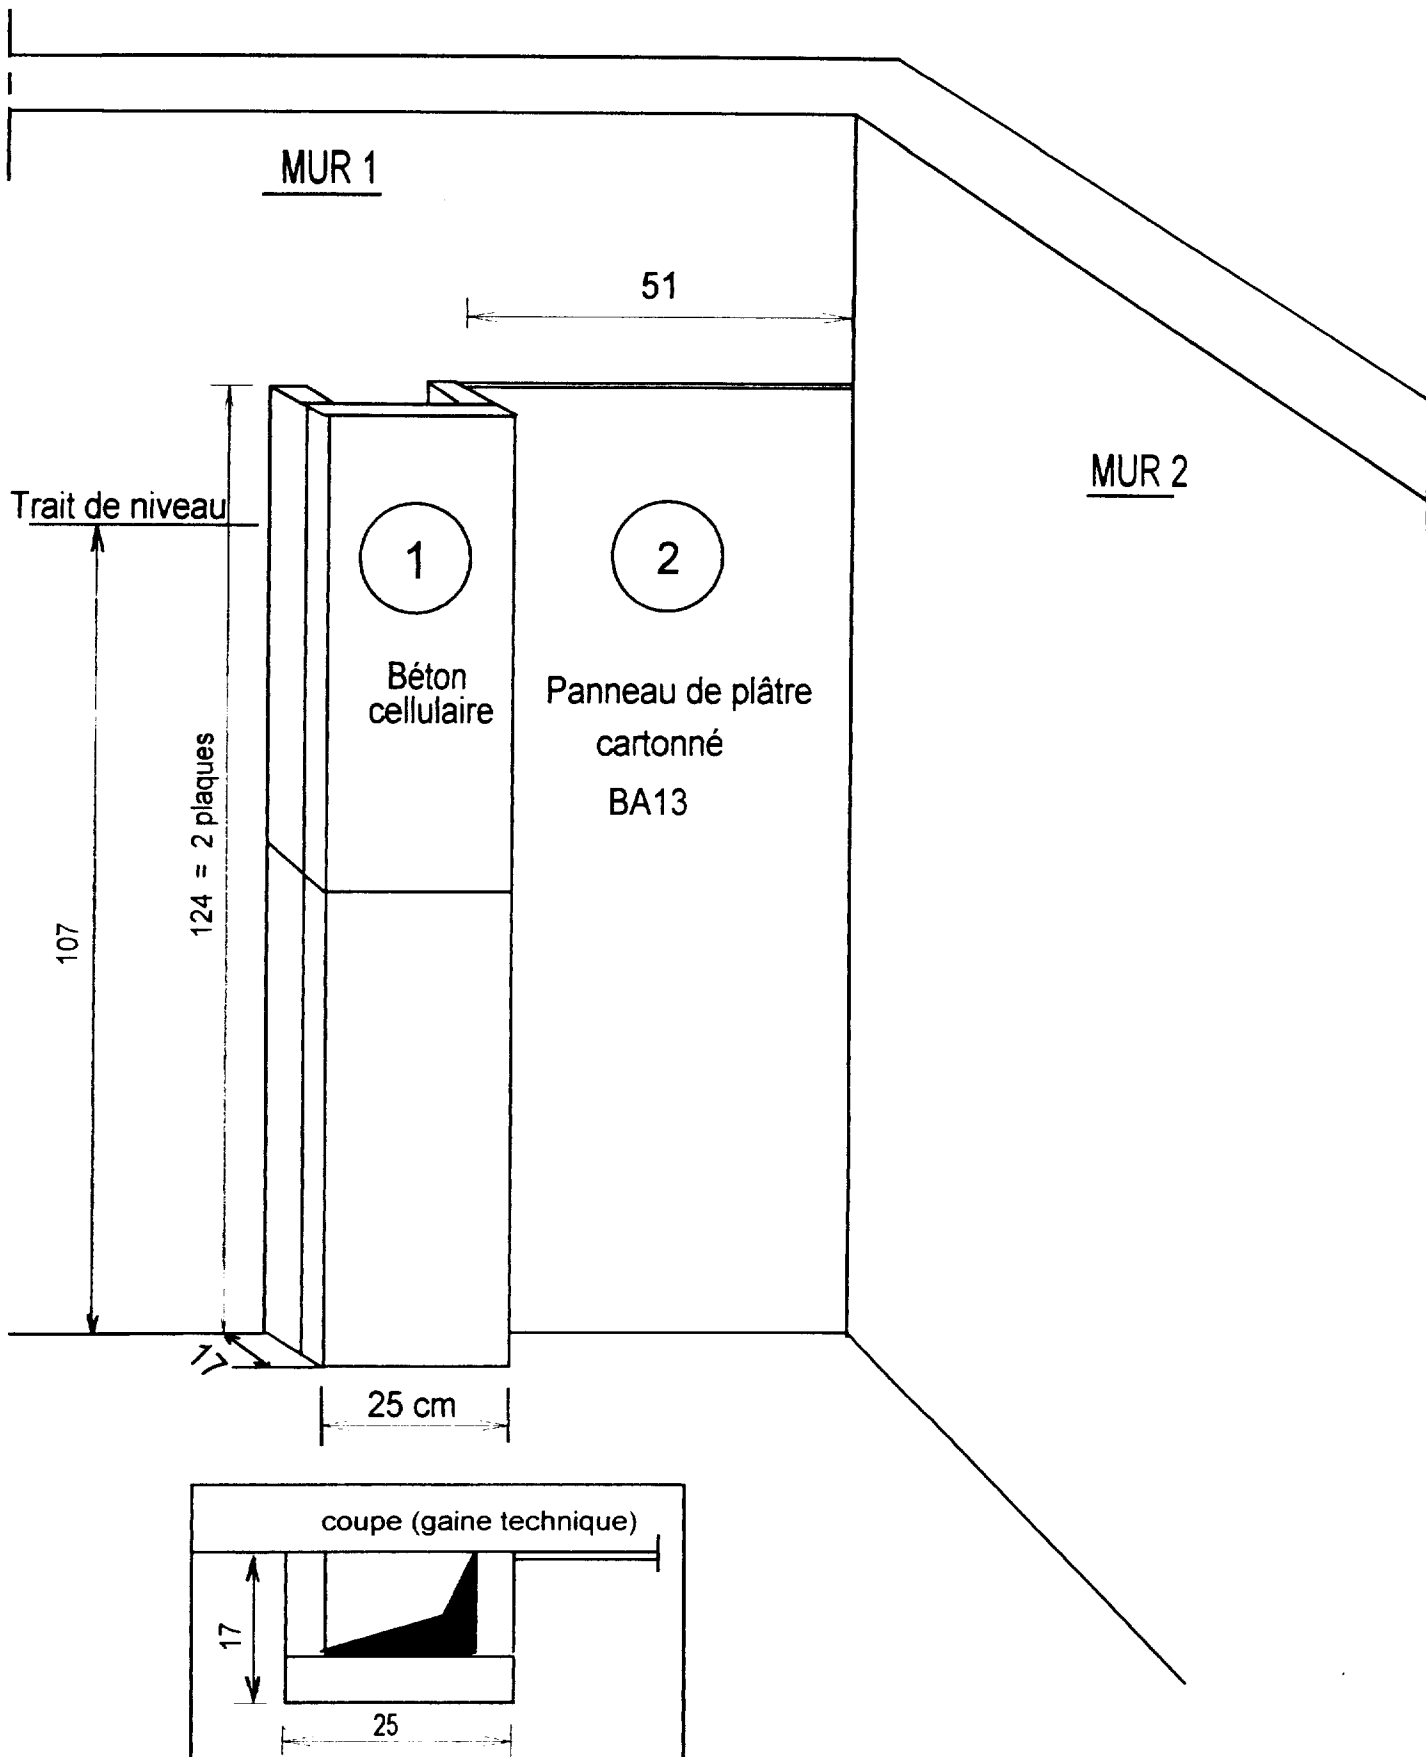 MUR 1
51
MUR 2
Trait de niveau
1
2
Béton
cellulaire
Panneau de plâtre
cartonné
BA13
124 = 2 plaques
107
17
25 cm
coupe (gaine technique)
17
25